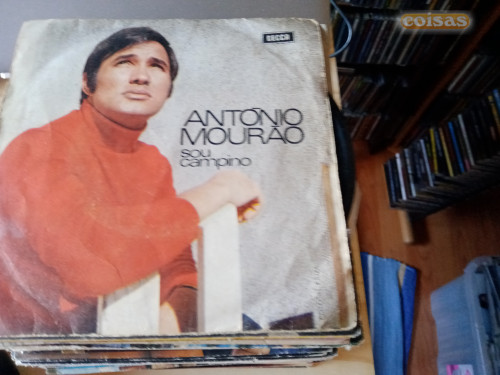 coisas
DECCA
ANTÓNIO
MOURÃO
sou
campino